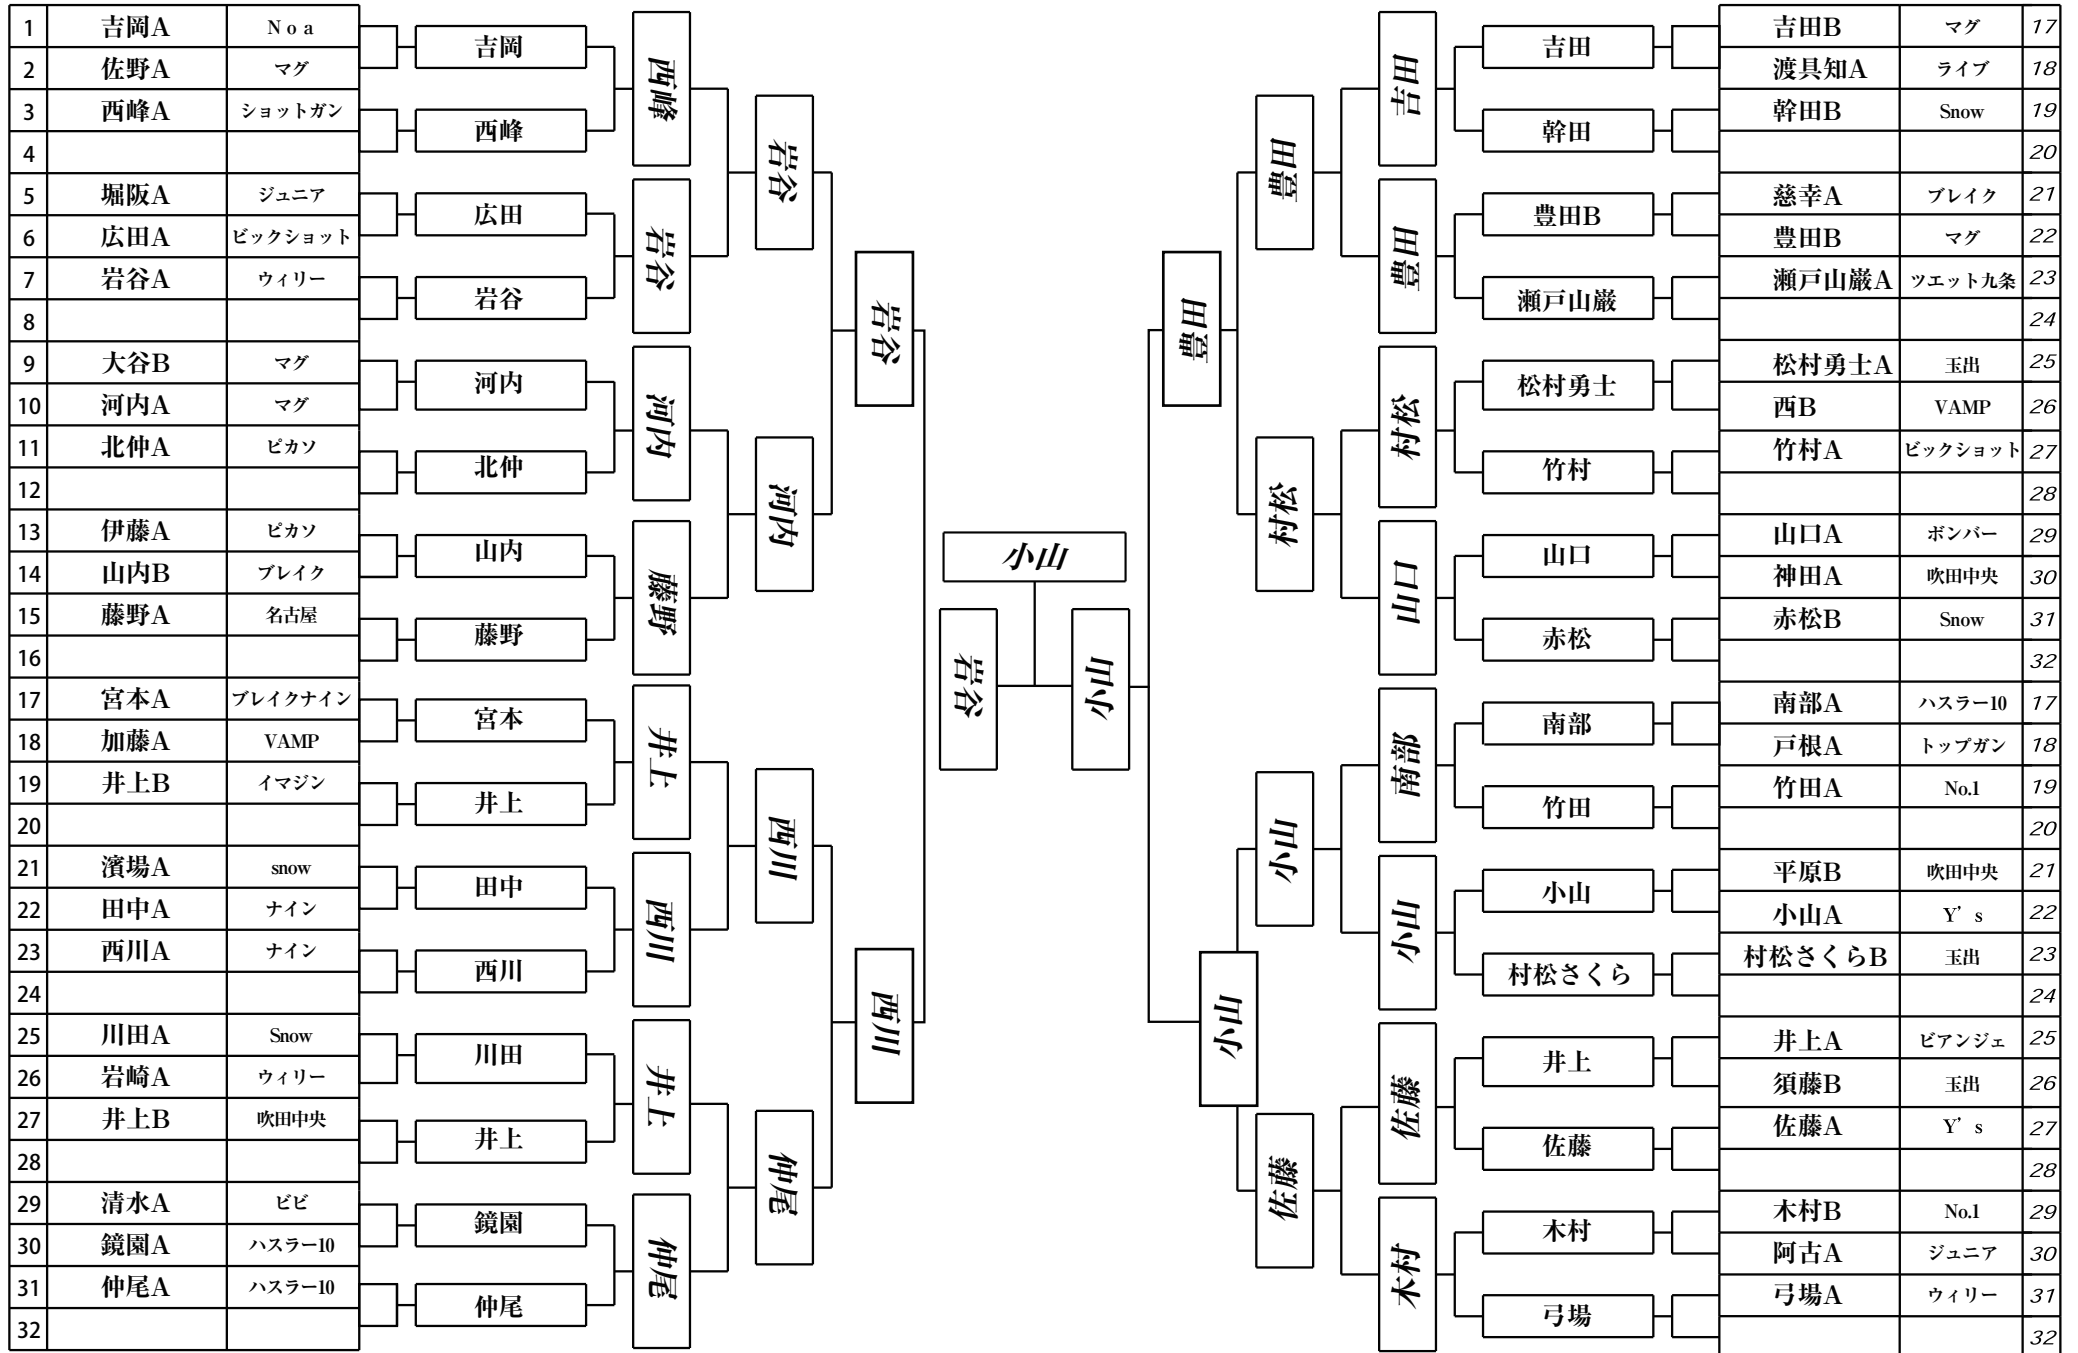 1 吉岡A Ｎｏａ
2 佐野A マグ
3 西峰A ショットガン
4
5 堀阪A ジュニア
6 広田A ビックショット
7 岩谷A ウィリー
8
9 大谷B マグ
10 河内A マグ
11 北仲A ピカソ
12
13 伊藤A ピカソ
14 山内B ブレイク
15 藤野A 名古屋
16
17 宮本A ブレイクナイン
18 加藤A VAMP
19 井上B イマジン
20
21 濱場A snow
22 田中A ナイン
23 西川A ナイン
24
25 川田A Snow
26 岩崎A ウィリー
27 井上B 吹田中央
28
29 清水A ビビ
30 鏡園A ハスラー10
31 仲尾A ハスラー10
32
吉岡
西峰
広田
岩谷
河内
北仲
山内
藤野
宮本
井上
田中
西川
川田
井上
鏡園
仲尾
西峰
岩谷
河内
藤野
井上
西川
井上
仲尾
岩谷
河内
西川
仲尾
岩谷
西川
小山
岩谷
小山
豊田
小山
豊田
村松
小山
佐藤
吉田
豊田
村松
山口
南部
小山
佐藤
木村
吉田
幹田
豊田B
瀬戸山巌
松村勇士
竹村
山口
赤松
南部
竹田
小山
村松さくら
井上
佐藤
木村
弓場
吉田B マグ 17
渡具知A ライブ 18
幹田B Snow 19
20
慈幸A ブレイク 21
豊田B マグ 22
瀬戸山巌A ツエット九条 23
24
松村勇士A 玉出 25
西B VAMP 26
竹村A ビックショット 27
28
山口A ボンバー 29
神田A 吹田中央 30
赤松B Snow 31
32
南部A ハスラー10 17
戸根A トップガン 18
竹田A No.1 19
20
平原B 吹田中央 21
小山A Y’s 22
村松さくらB 玉出 23
24
井上A ビアンジェ 25
須藤B 玉出 26
佐藤A Y’s 27
28
木村B No.1 29
阿古A ジュニア 30
弓場A ウィリー 31
32